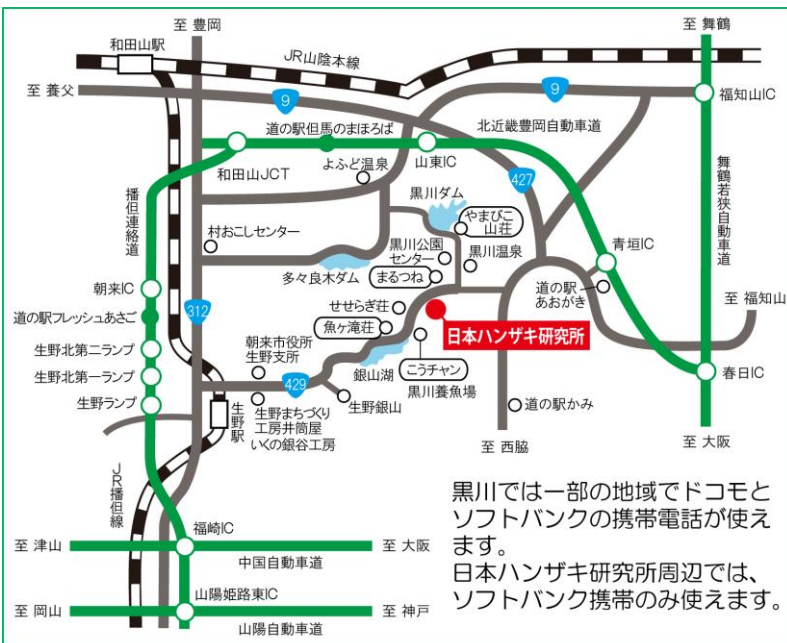 至 豊岡
至 舞鶴
和田山駅
JR山陰本線
至 養父
9
9
福知山IC
道の駅但馬のまほろば
北近畿豊岡自動車道
和田山JCT
よふど温泉
山東IC
427
舞鶴若狭自動車道
播但連絡道
黒川ダム
やまびこ
山荘
村おこしセンター
黒川公園
センター
黒川温泉
青垣IC
多々良木ダム
まるつね
朝来IC
道の駅
あおがき
至 福知山
道の駅フレッシュあさご
312
せせらぎ荘
魚ヶ滝荘
日本ハンザキ研究所
生野北第二ランプ
朝来市役所
生野支所
銀山湖
こうチャン
黒川養魚場
春日IC
生野北第一ランプ
429
生野ランプ
生野駅
生野まちづくり
工房井筒屋
いくの銀谷工房
生野銀山
道の駅かみ
至 西脇
至 大阪
JR播但線
福崎IC
至 津山
中国自動車道
至 大阪
山陽姫路東IC
至 岡山
山陽自動車道
至 神戸
黒川では一部の地域でドコモと
ソフトバンクの携帯電話が使え
ます。
日本ハンザキ研究所周辺では、
ソフトバンク携帯のみ使えます。